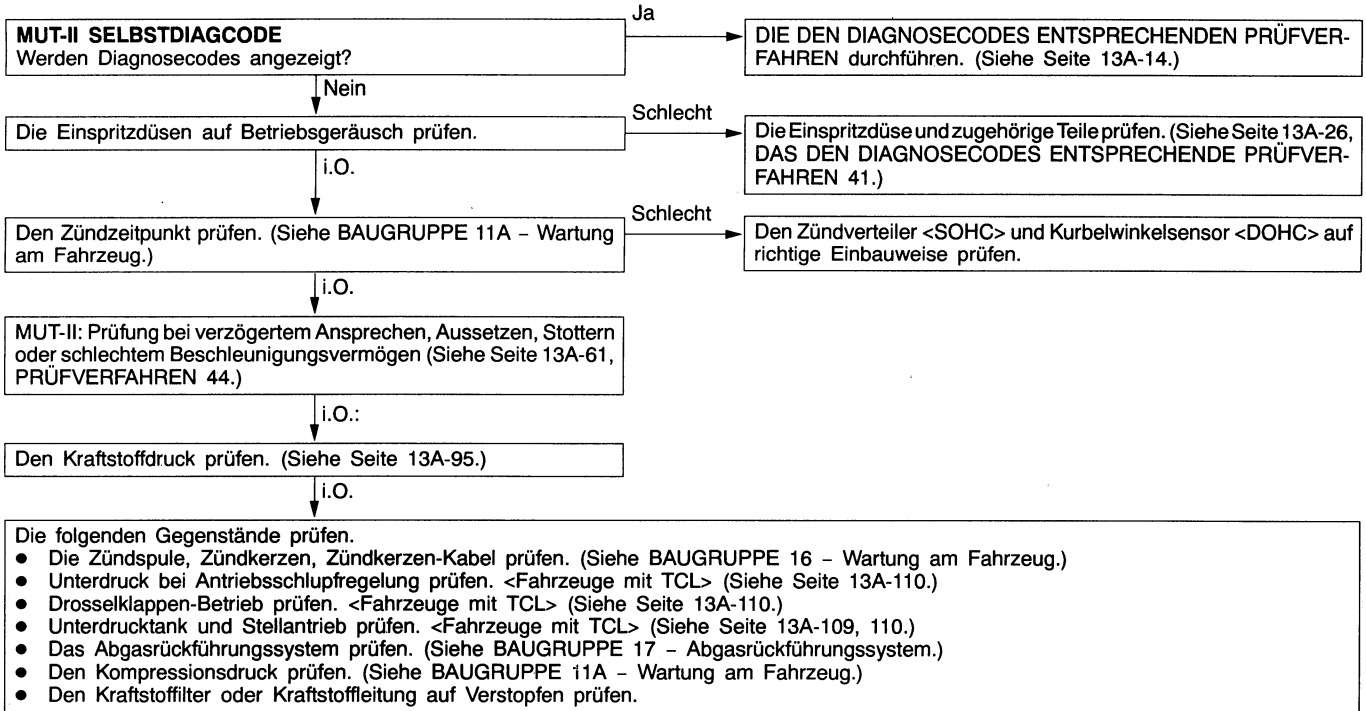 Ja
MUT-II SELBSTDIAGCODE
Werden Diagnosecodes angezeigt?
DIE DEN DIAGNOSECODES ENTSPRECHENDEN PRÜFVER-
FAHREN durchführen. (Siehe Seite 13A-14.)
Nein
Die Einspritzdüsen auf Betriebsgeräusch prüfen.
Schlecht
Die Einspritzdüse und zugehörige Teile prüfen. (Siehe Seite 13A-26,
DAS DEN DIAGNOSECODES ENTSPRECHENDE PRÜFVER-
FAHREN 41.)
i.O.
Den Zündzeitpunkt prüfen. (Siehe BAUGRUPPE 11A – Wartung
am Fahrzeug.)
Schlecht
Den Zündverteiler <SOHC> und Kurbelwinkelsensor <DOHC> auf
richtige Einbauweise prüfen.
i.O.
MUT-II: Prüfung bei verzögertem Ansprechen, Aussetzen, Stottern
oder schlechtem Beschleunigungsvermögen (Siehe Seite 13A-61,
PRÜFVERFAHREN 44.)
i.O.:
Den Kraftstoffdruck prüfen. (Siehe Seite 13A-95.)
i.O.
Die folgenden Gegenstände prüfen.
● Die Zündspule, Zündkerzen, Zündkerzen-Kabel prüfen. (Siehe BAUGRUPPE 16 – Wartung am Fahrzeug.)
● Unterdruck bei Antriebsschlupfregelung prüfen. <Fahrzeuge mit TCL> (Siehe Seite 13A-110.)
● Drosselklappen-Betrieb prüfen. <Fahrzeuge mit TCL> (Siehe Seite 13A-110.)
● Unterdrucktank und Stellantrieb prüfen. <Fahrzeuge mit TCL> (Siehe Seite 13A-109, 110.)
● Das Abgasrückführungssystem prüfen. (Siehe BAUGRUPPE 17 – Abgasrückführungssystem.)
● Den Kompressionsdruck prüfen. (Siehe BAUGRUPPE 11A – Wartung am Fahrzeug.)
● Den Kraftstoffilter oder Kraftstoffleitung auf Verstopfen prüfen.